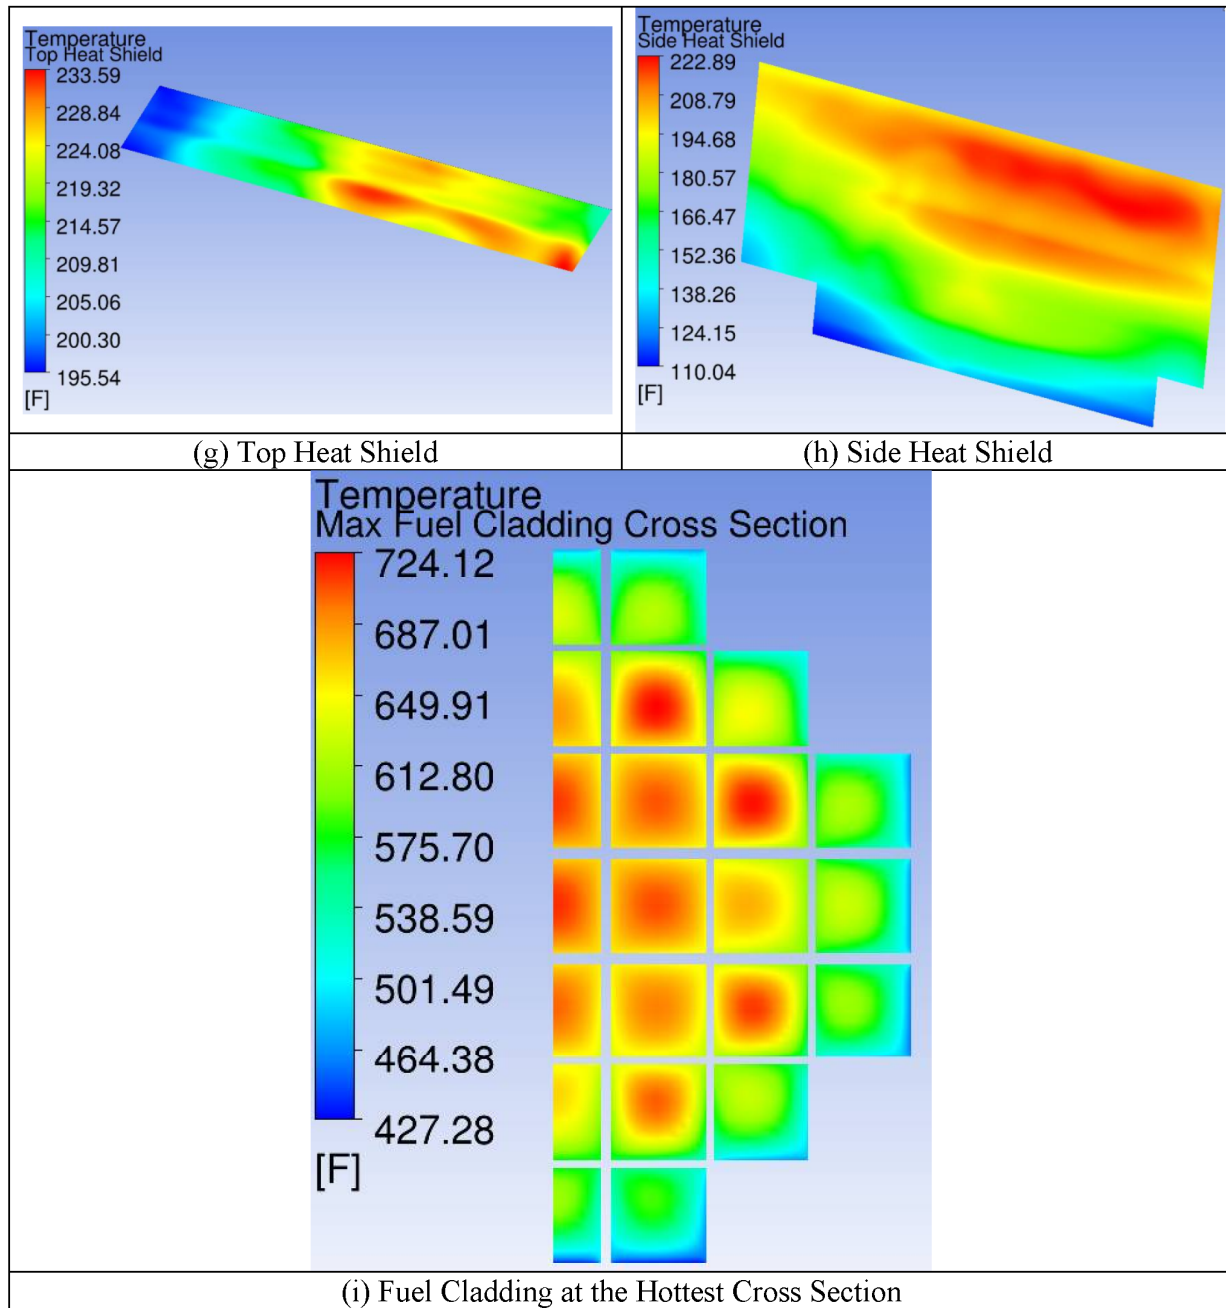 Temperature
Top Heat Shield
233.59
228.84
224.08
219.32
214.57
209.81
205.06
200.30
195.54
[F]
(g) Top Heat Shield
Temperature
Side Heat Shield
222.89
208.79
194.68
180.57
166.47
152.36
138.26
124.15
110.04
[F]
(h) Side Heat Shield
Temperature
Max Fuel Cladding Cross Section
724.12
687.01
649.91
612.80
575.70
538.59
501.49
464.38
427.28
[F]
(i) Fuel Cladding at the Hottest Cross Section